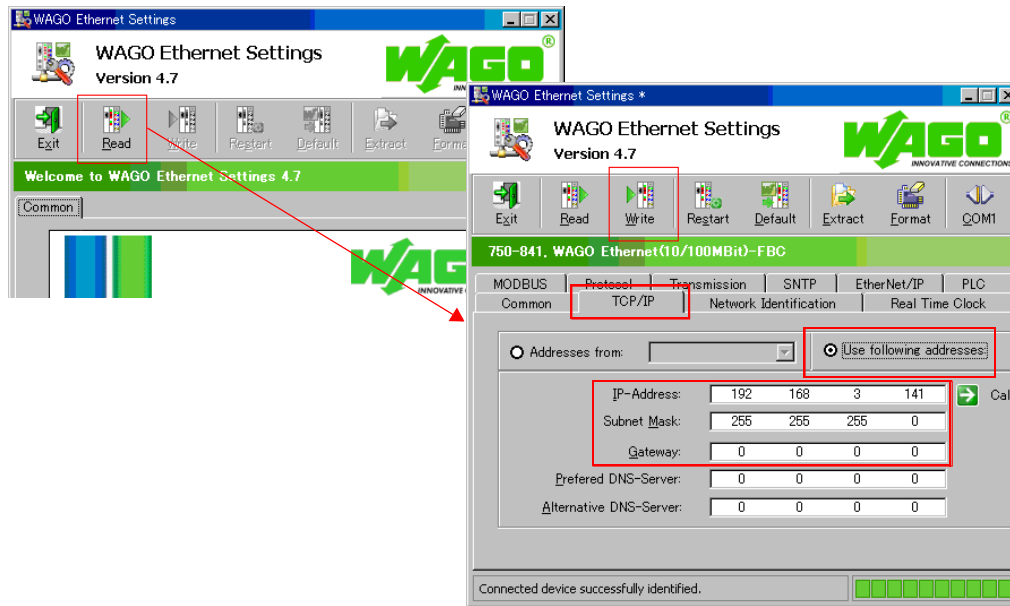 WAGO Ethernet Settings
WAGO Ethernet Settings
Version 4.7
WAGO®
Exit Read Write Restart Default Extract
Welcome to WAGO Ethernet Settings 4.7
Common
WAGO Ethernet Settings *
WAGO Ethernet Settings
Version 4.7
WAGO®
INNOVATIVE CONNECTIONS
Exit Read Write Restart Default Extract Format COM1
750-841, WAGO Ethernet(10/100MBit)-FBC
MODBUS Protocol Transmission SNTP EtherNet/IP PLC
Common TCP/IP Network Identification Real Time Clock
Addresses from: Use following addresses:
IP-Address: 192 168 3 141
Subnet Mask: 255 255 255 0
Gateway: 0 0 0 0
Prefered DNS-Server: 0 0 0 0
Alternative DNS-Server: 0 0 0 0
Connected device successfully identified.